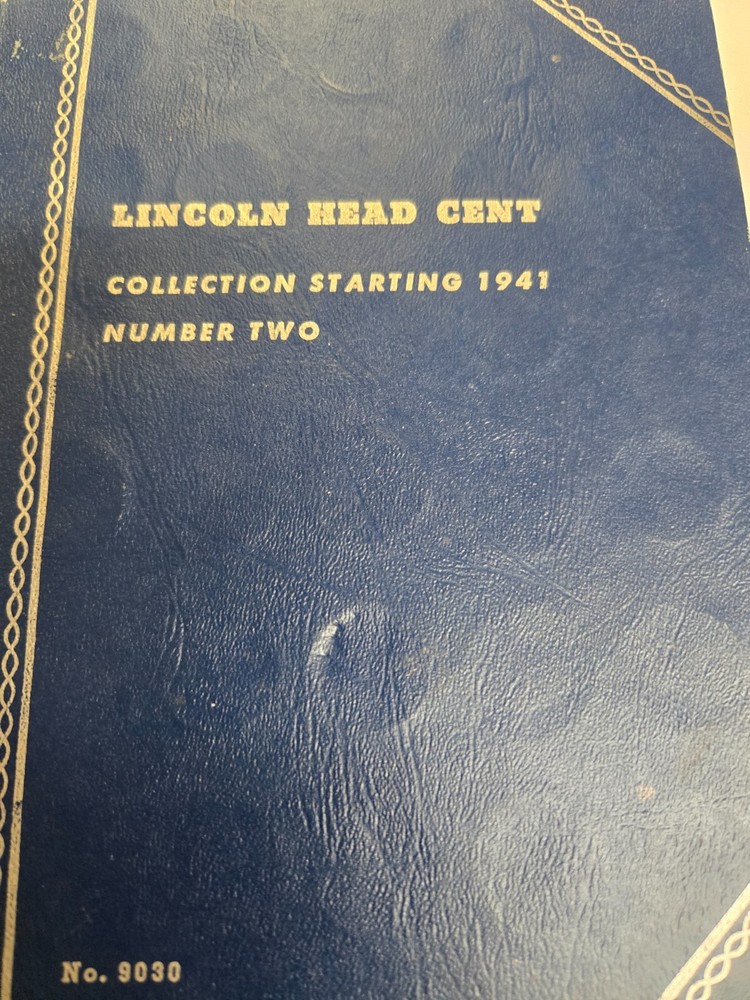 LINCOLN HEAD CENT
COLLECTION STARTING 1941
NUMBER TWO
No. 9030